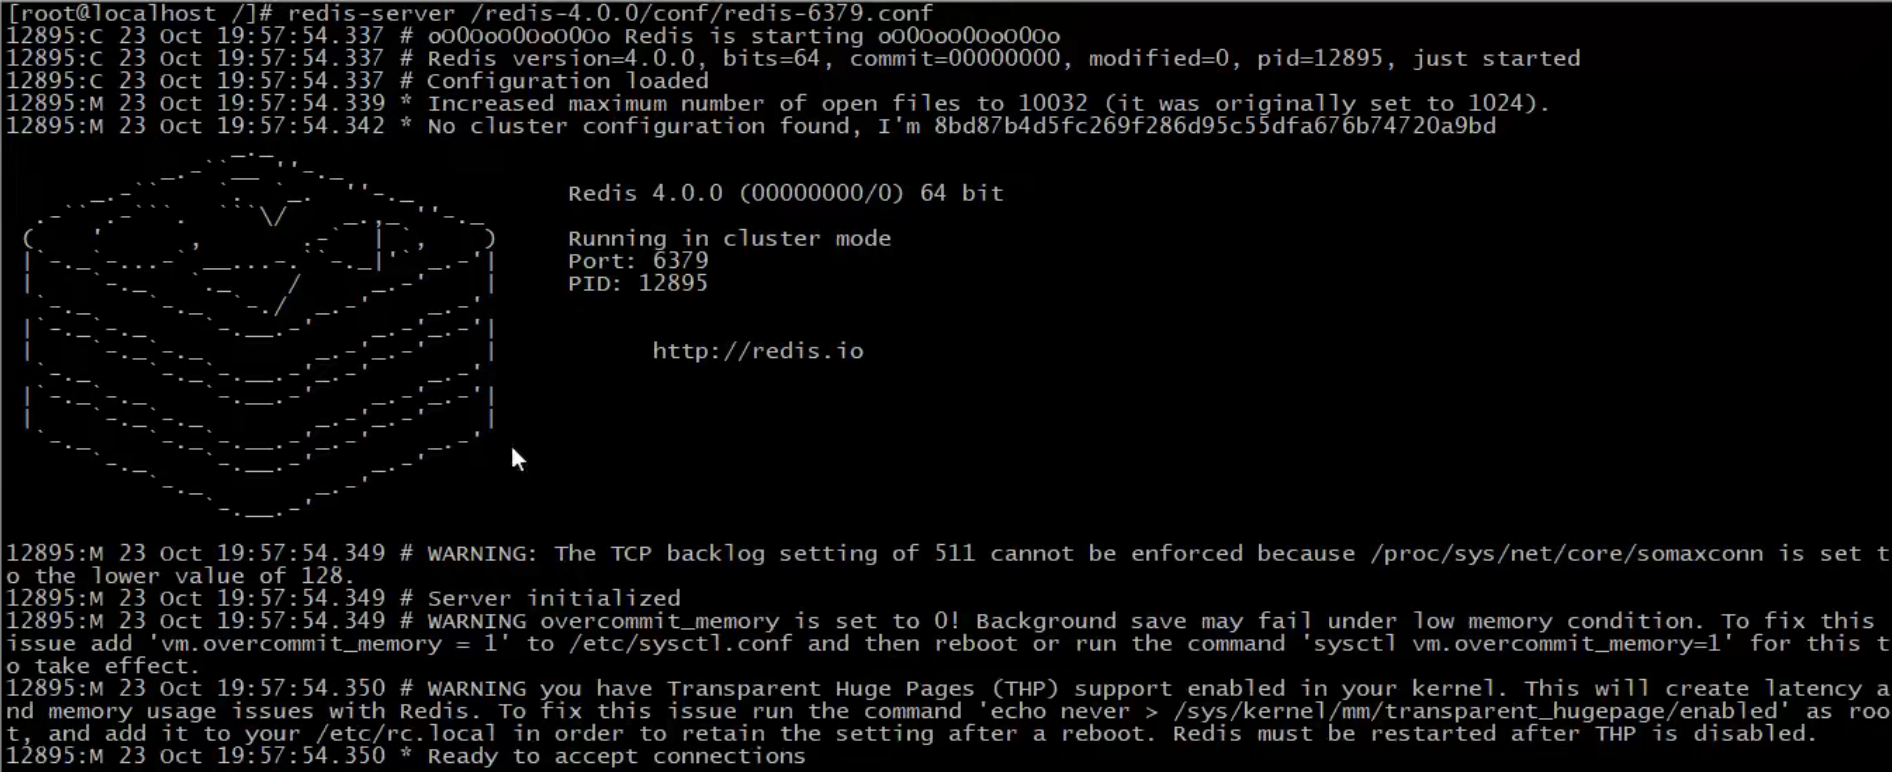 [root@localhost /]# redis-server /redis-4.0.0/conf/redis-6379.conf
12895:C 23 Oct 19:57:54.337 # oO0OoO0OoO0Oo Redis is starting oO0OoO0OoO0Oo
12895:C 23 Oct 19:57:54.337 # Redis version=4.0.0, bits=64, commit=00000000, modified=0, pid=12895, just started
12895:C 23 Oct 19:57:54.337 # Configuration loaded
12895:M 23 Oct 19:57:54.339 * Increased maximum number of open files to 10032 (it was originally set to 1024).
12895:M 23 Oct 19:57:54.342 * No cluster configuration found, I'm 8bd87b4d5fc269f286d95c55dfa676b74720a9bd
Redis 4.0.0 (00000000/0) 64 bit
Running in cluster mode
Port: 6379
PID: 12895
http://redis.io
12895:M 23 Oct 19:57:54.349 # WARNING: The TCP backlog setting of 511 cannot be enforced because /proc/sys/net/core/somaxconn is set t
o the lower value of 128.
12895:M 23 Oct 19:57:54.349 # Server initialized
12895:M 23 Oct 19:57:54.349 # WARNING overcommit_memory is set to 0! Background save may fail under low memory condition. To fix this
issue add 'vm.overcommit_memory = 1' to /etc/sysctl.conf and then reboot or run the command 'sysctl vm.overcommit_memory=1' for this t
o take effect.
12895:M 23 Oct 19:57:54.350 # WARNING you have Transparent Huge Pages (THP) support enabled in your kernel. This will create latency a
nd memory usage issues with Redis. To fix this issue run the command 'echo never > /sys/kernel/mm/transparent_hugepage/enabled' as roo
t, and add it to your /etc/rc.local in order to retain the setting after a reboot. Redis must be restarted after THP is disabled.
12895:M 23 Oct 19:57:54.350 * Ready to accept connections